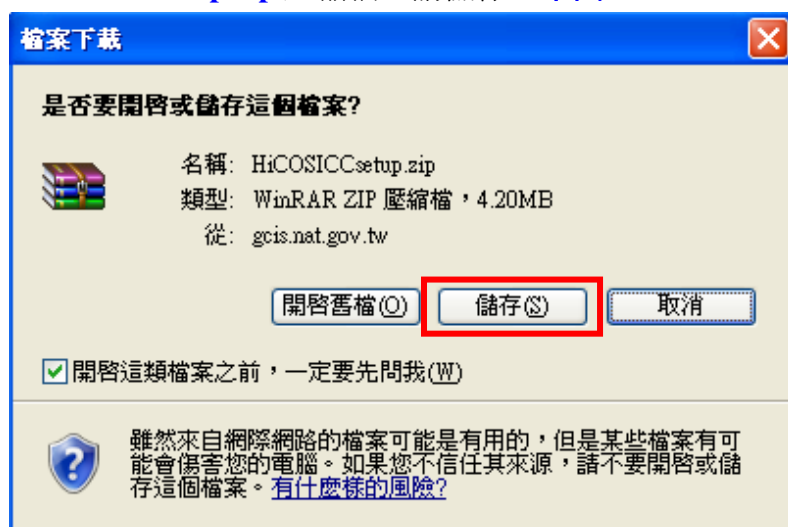 檔案下載
是否要開啓或儲存這個檔案?
名稱: HiCOSICCsetup.zip
類型: WinRAR ZIP 壓縮檔，4.20MB
從: gcis.nat.gov.tw
開啓舊檔(O) 儲存(S) 取消
開啓這類檔案之前，一定要先問我(W)
雖然來自網際網路的檔案可能是有用的，但是某些檔案有可
能會傷害您的電腦。如果您不信任其來源，請不要開啓或儲
存這個檔案。有什麼樣的風險?